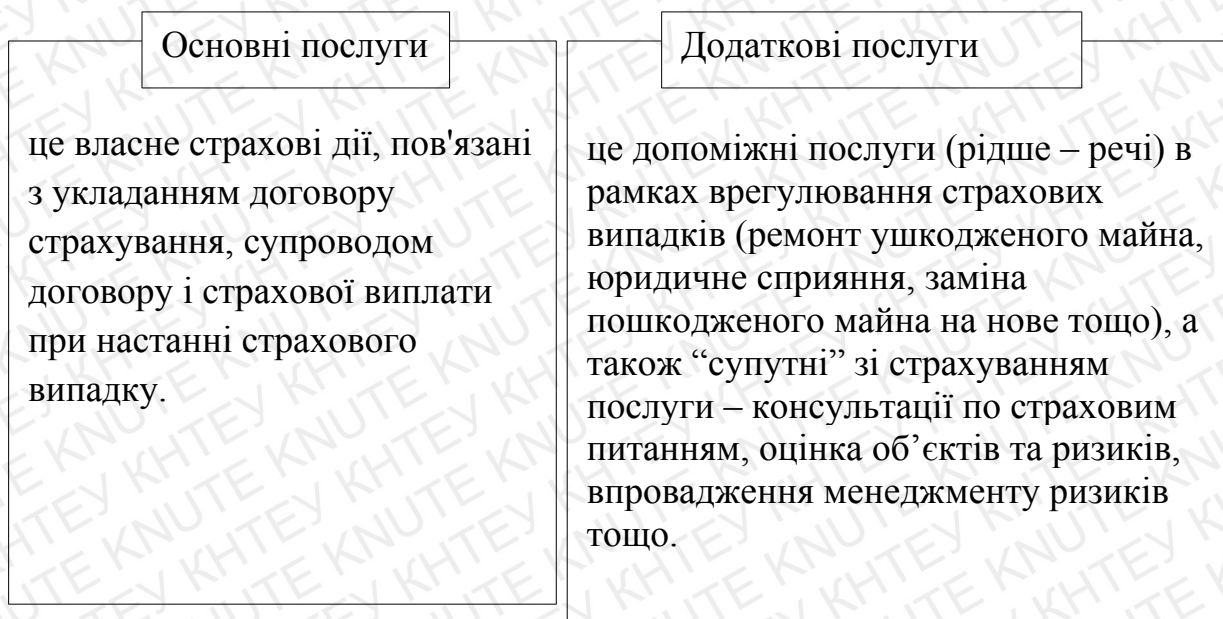 Основні послуги
це власне страхові дії, пов'язані
з укладанням договору
страхування, супроводом
договору і страхової виплати
при настанні страхового
випадку.
Додаткові послуги
це допоміжні послуги (рідше – речі) в
рамках врегулювання страхових
випадків (ремонт ушкодженого майна,
юридичне сприяння, заміна
пошкодженого майна на нове тощо), а
також “супутні” зі страхуванням
послуги – консультації по страховим
питанням, оцінка об’єктів та ризиків,
впровадження менеджменту ризиків
тощо.